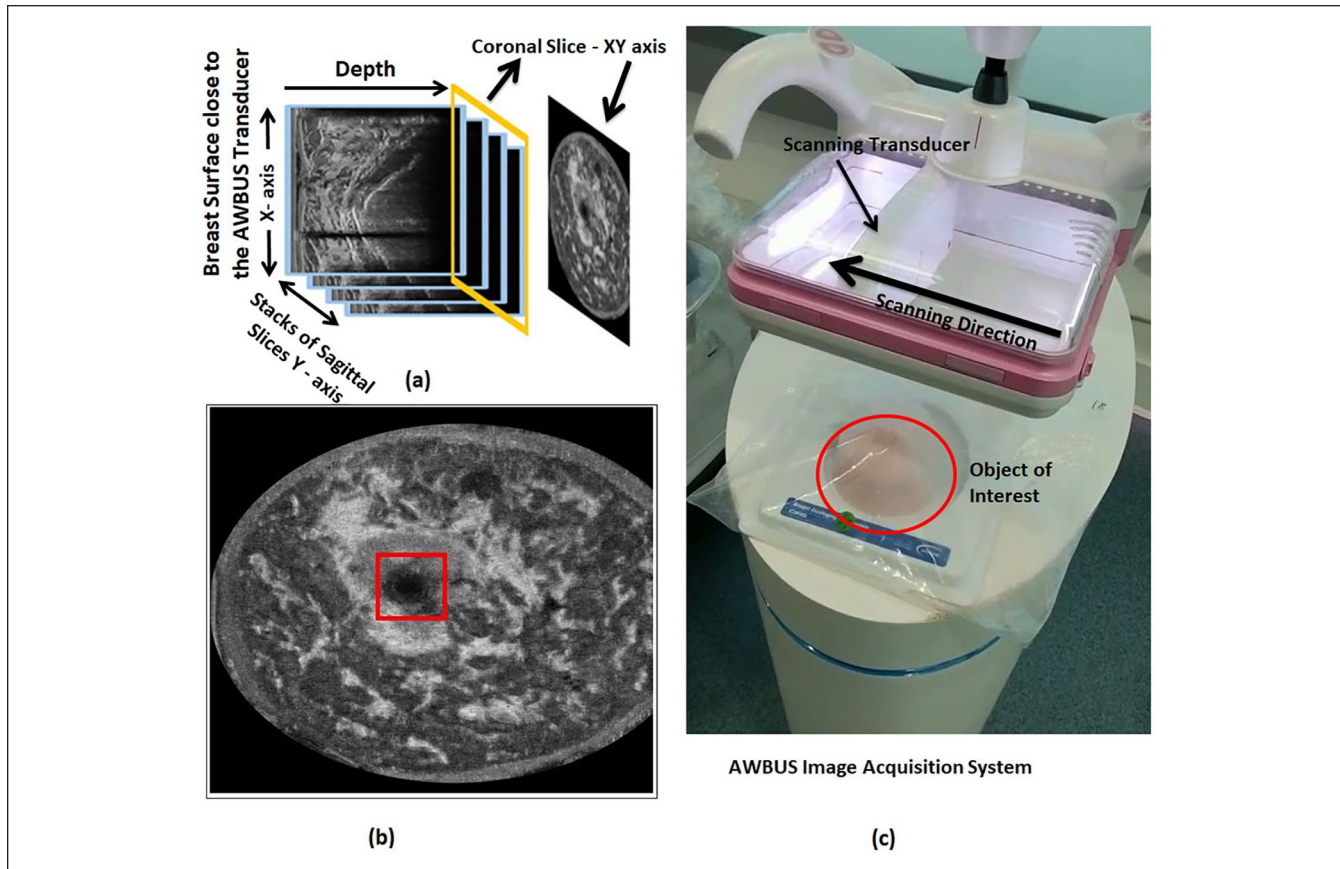 Breast Surface close to
the AWBUS Transducer
X- axis
Depth
Coronal Slice - XY axis
Stacks of Sagittal
Slices Y - axis
(a)
(b)
Scanning Transducer
Scanning Direction
Object of
Interest
AWBUS Image Acquisition System
(c)